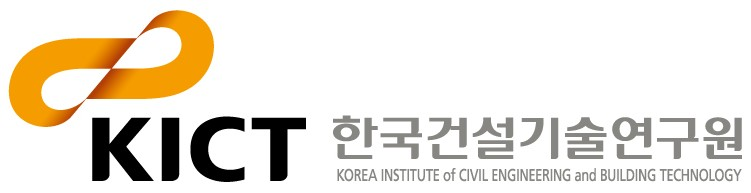 KICT
한국건설기술연구원
KOREA INSTITUTE of CIVIL ENGINEERING and BUILDING TECHNOLOGY